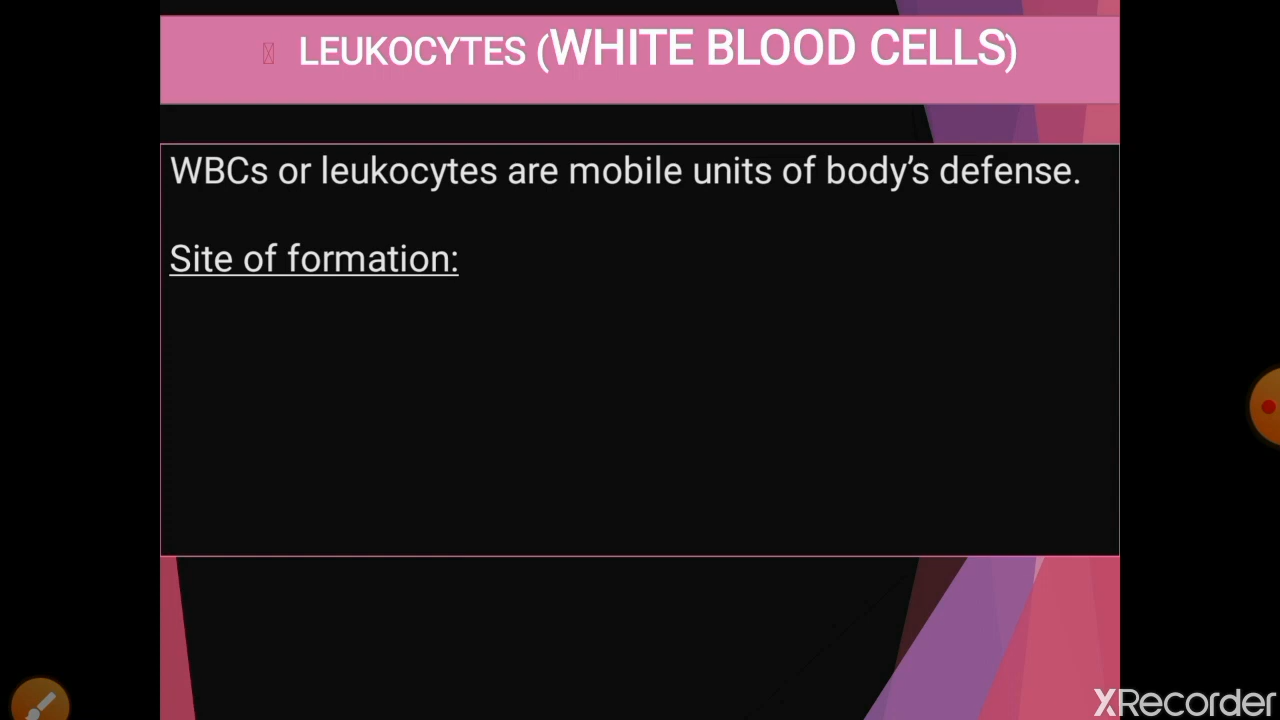 LEUKOCYTES (WHITE BLOOD CELLS)
WBCs or leukocytes are mobile units of body’s defense.
Site of formation:
XRecorder